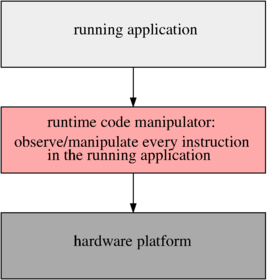 running application
runtime code manipulator:
observe/manipulate every instruction
in the running application
hardware platform